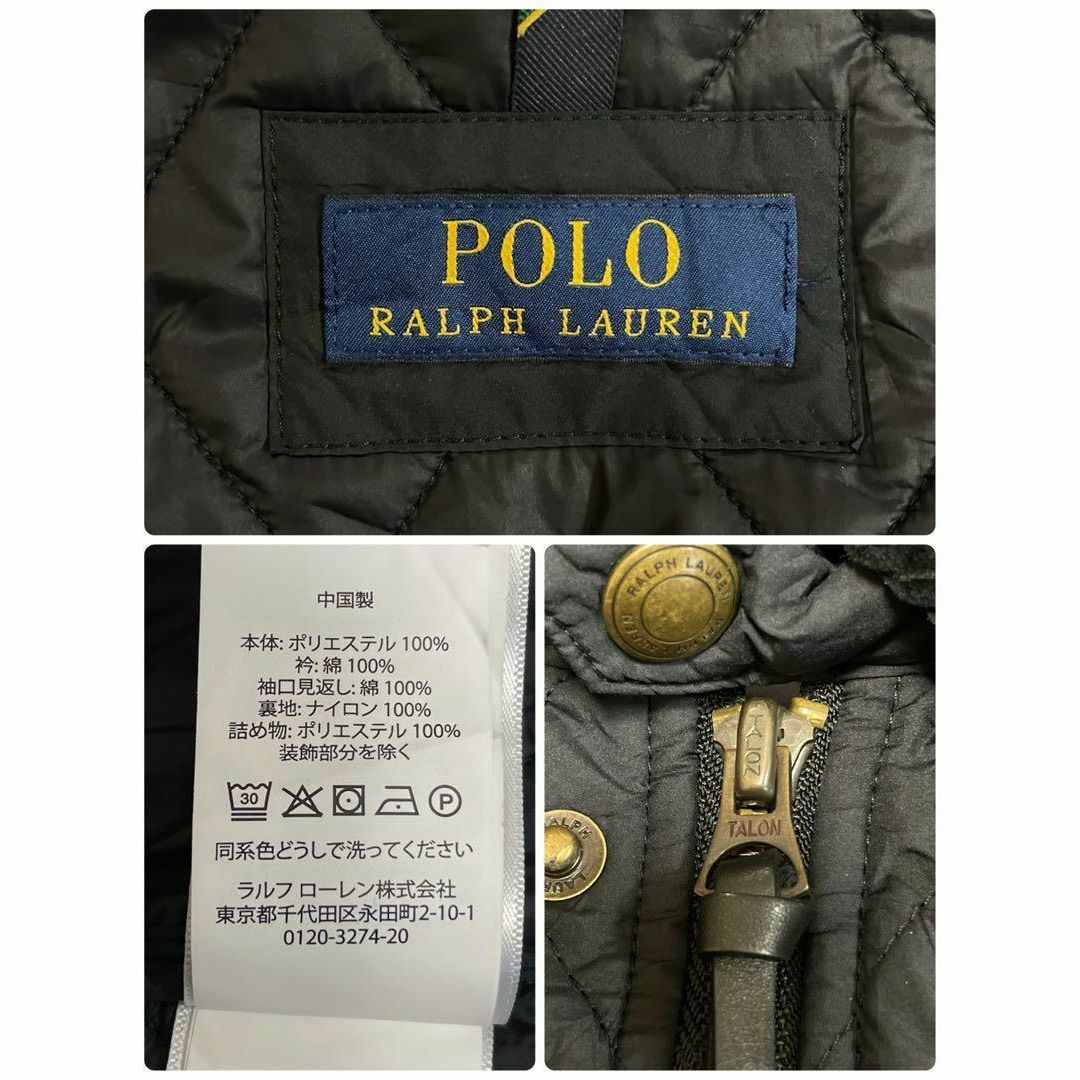 POLO
RALPH LAUREN
中国製
本体: ポリエステル 100%
衿: 綿 100%
袖口見返し: 綿 100%
裏地: ナイロン 100%
詰め物: ポリエステル 100%
装飾部分を除く
30
P
同系色どうしで洗ってください
ラルフ ローレン株式会社
東京都千代田区永田町2-10-1
0120-3274-20
RALPH LAUREN
LAUREN
TALON
TALON
RALPH